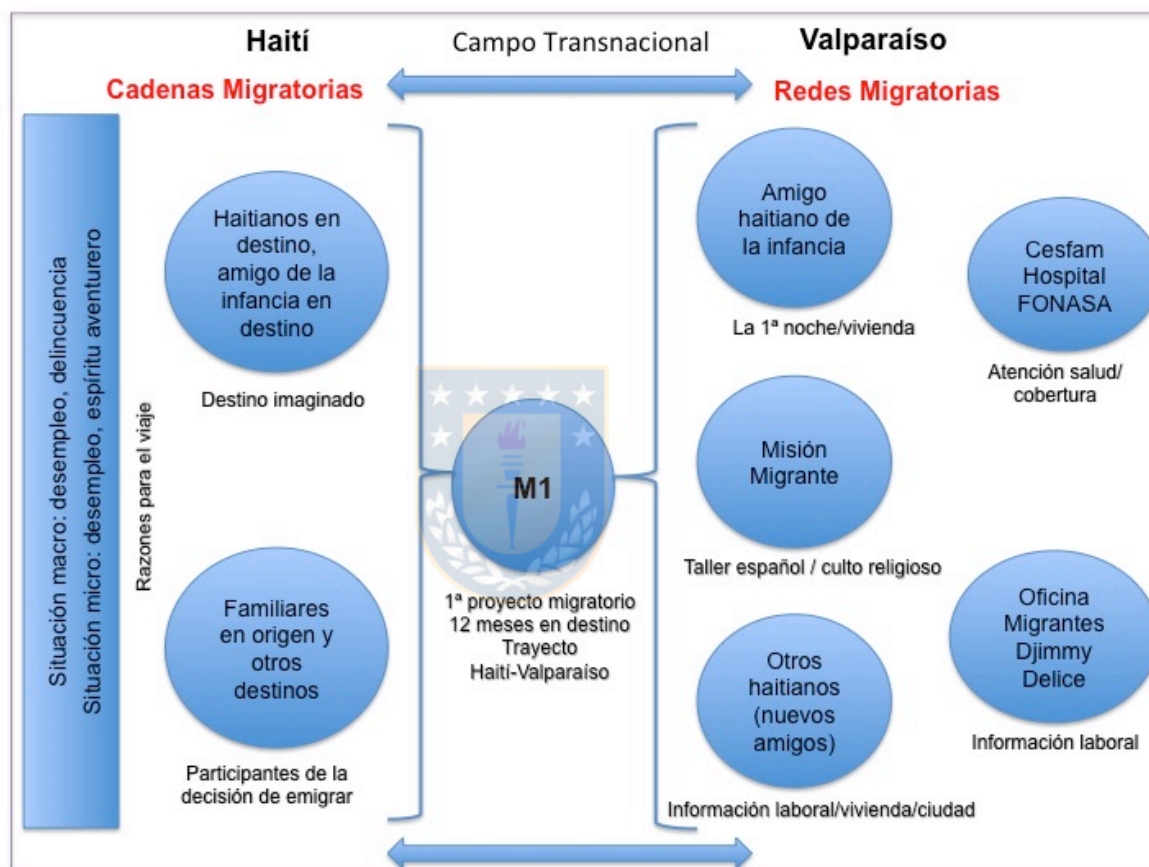 Haití
Campo Transnacional
Valparaíso
Cadenas Migratorias
Redes Migratorias
Situación macro: desempleo, delincuencia
Situación micro: desempleo, espíritu aventurero
Razones para el viaje
Haitianos en
destino,
amigo de la
infancia en
destino
Destino imaginado
Familiares
en origen y
otros
destinos
Participantes de la
decisión de emigrar
M1
1ª proyecto migratorio
12 meses en destino
Trayecto
Haití-Valparaíso
Amigo
haitiano de
la infancia
La 1ª noche/vivienda
Misión
Migrante
Taller español / culto religioso
Otros
haitianos
(nuevos
amigos)
Información laboral/vivienda/ciudad
Cesfam
Hospital
FONASA
Atención salud/
cobertura
Oficina
Migrantes
Djimmy
Delice
Información laboral